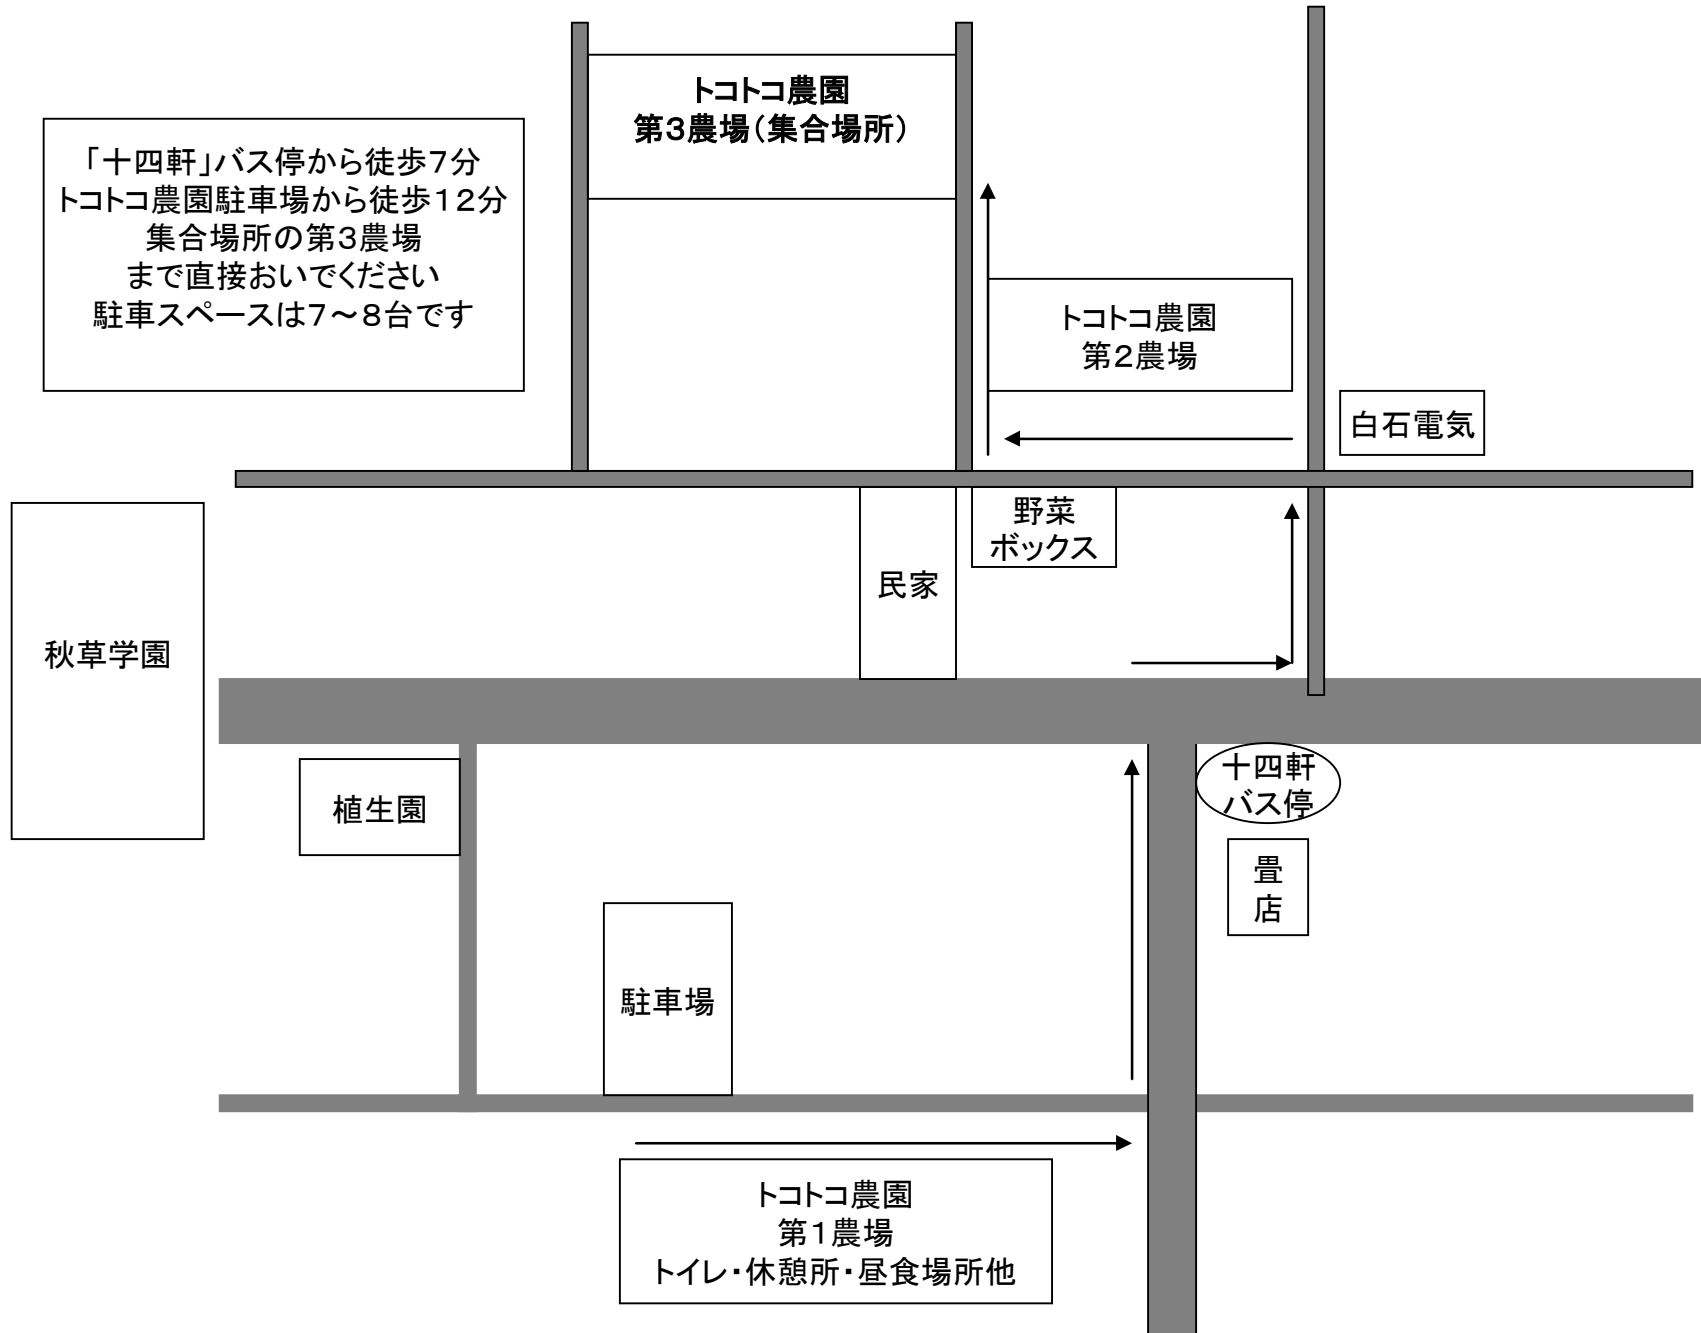 トコトコ農園
第3農場(集合場所)
「十四軒」バス停から徒歩7分
トコトコ農園駐車場から徒歩12分
集合場所の第3農場
まで直接おいでください
駐車スペースは7～8台です
トコトコ農園
第2農場
白石電気
野菜
ボックス
民家
秋草学園
十四軒
バス停
植生園
畳
店
駐車場
トコトコ農園
第1農場
トイレ・休憩所・昼食場所他